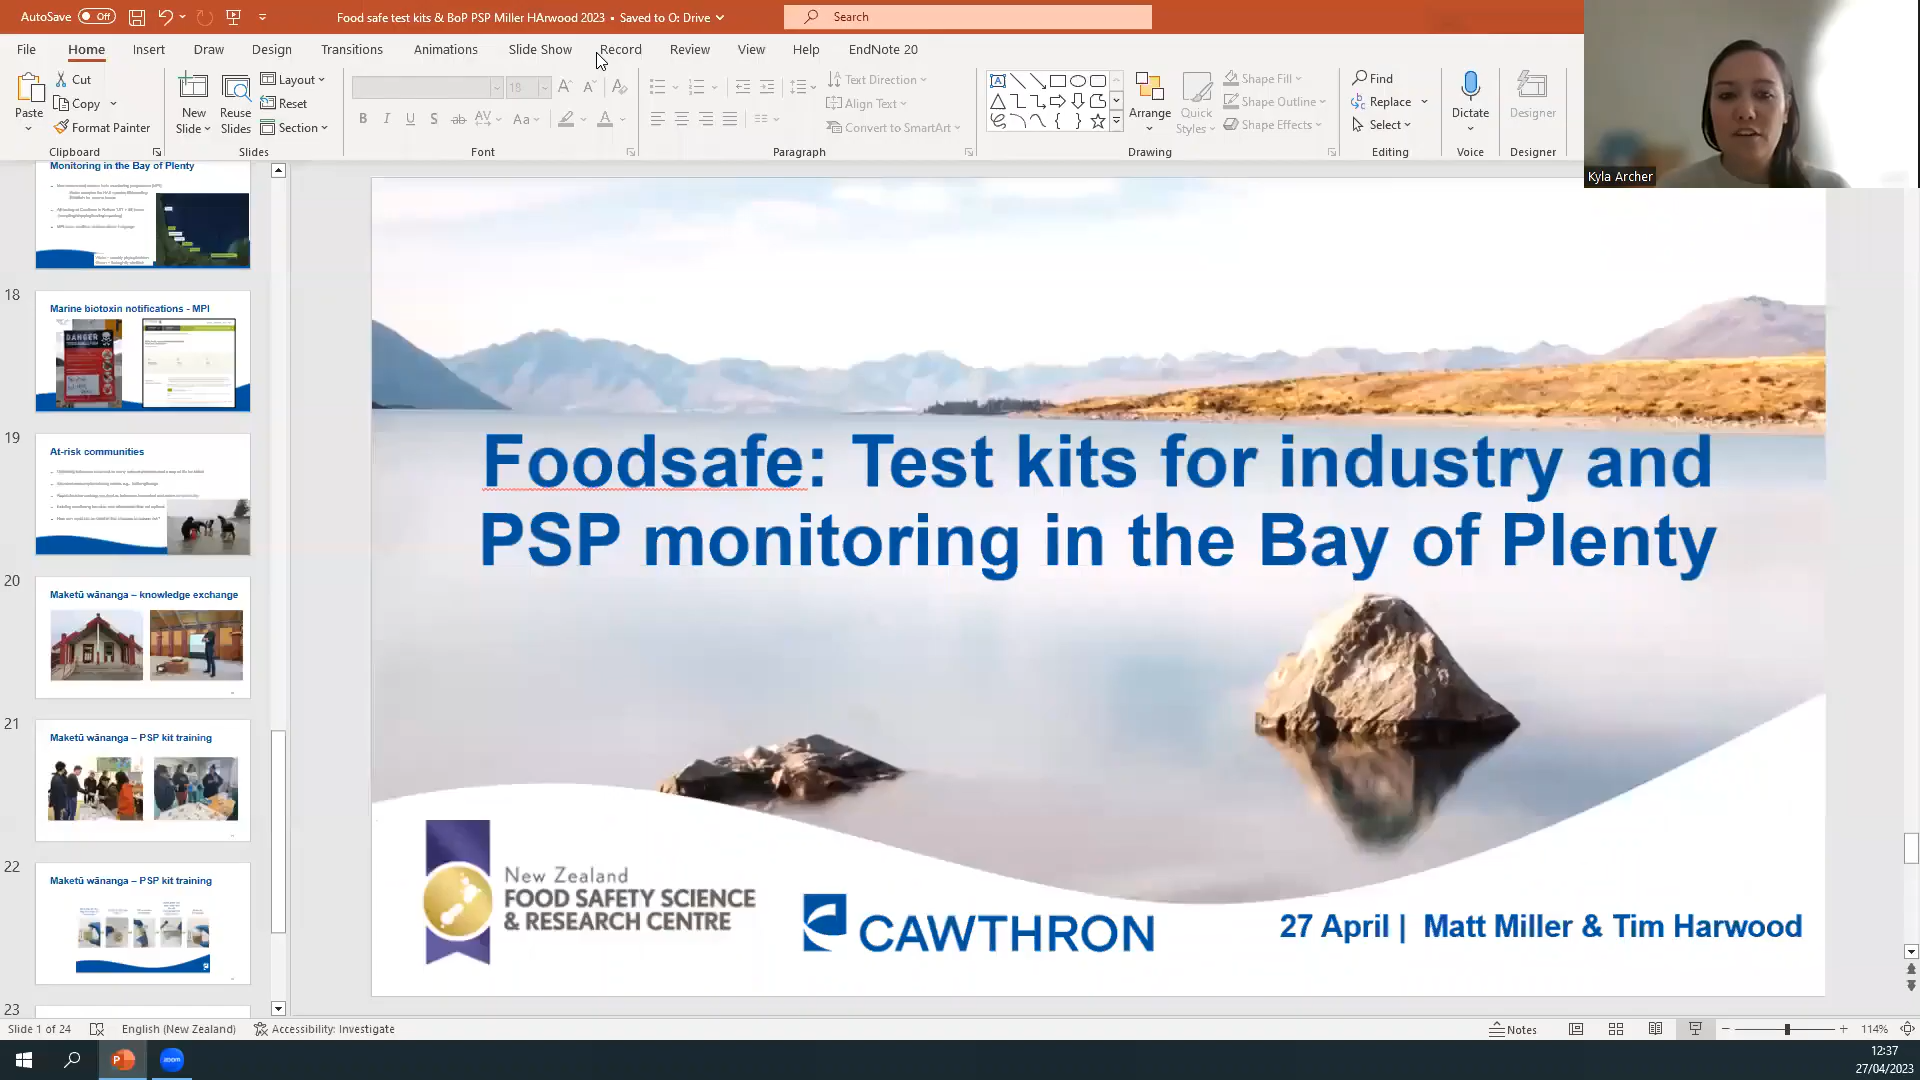 AutoSave Off
Food safe test kits & BoP PSP Miller HArwood 2023 • Saved to O: Drive
Search
File Home Insert Draw Design Transitions Animations Slide Show Record Review View Help EndNote 20
Paste
Cut
Copy
Format Painter
Clipboard
New Slide
Reuse Slides
Layout
Reset
Section
Slides
18
Font
Text Direction
Align Text
Convert to SmartArt
Paragraph
Arrange
Quick Styles
Shape Fill
Shape Outline
Shape Effects
Drawing
Find
Replace
Select
Editing
Dictate
Voice
Designer
Designer
Kyla Archer
Monitoring in the Bay of Plenty
18
Marine biotoxin notifications - MPI
DANGER
19
At-risk communities
20
Maketū wānanga – knowledge exchange
21
Maketū wānanga – PSP kit training
22
Maketū wānanga – PSP kit training
23
Foodsafe: Test kits for industry and
PSP monitoring in the Bay of Plenty
New Zealand
FOOD SAFETY SCIENCE
& RESEARCH CENTRE
CAWTHRON
27 April | Matt Miller & Tim Harwood
Slide 1 of 24
English (New Zealand)
Accessibility: Investigate
Notes
114%
zoom
12:37
27/04/2023